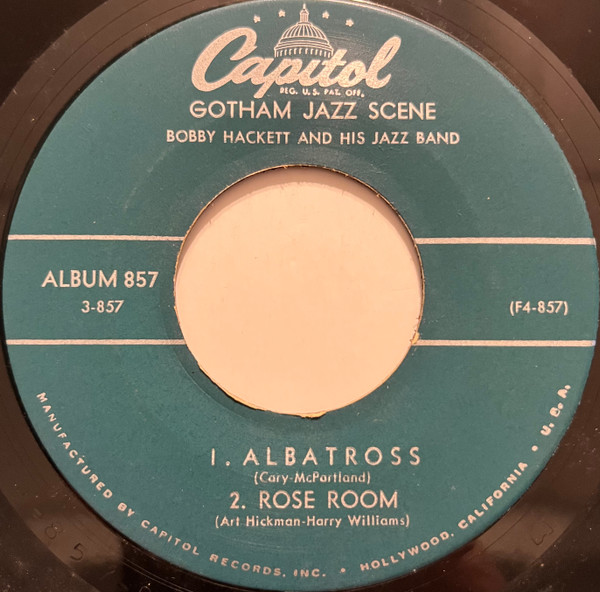 Capitol
REG. U.S. PAT. OFF.
GOTHAM JAZZ SCENE
BOBBY HACKETT AND HIS JAZZ BAND
ALBUM 857
3-857
(F4-857)
1. ALBATROSS
(Cary-McPartland)
2. ROSE ROOM
(Art Hickman-Harry Williams)
MANUFACTURED BY CAPITOL RECORDS, INC. • HOLLYWOOD, CALIFORNIA • U.S.A.